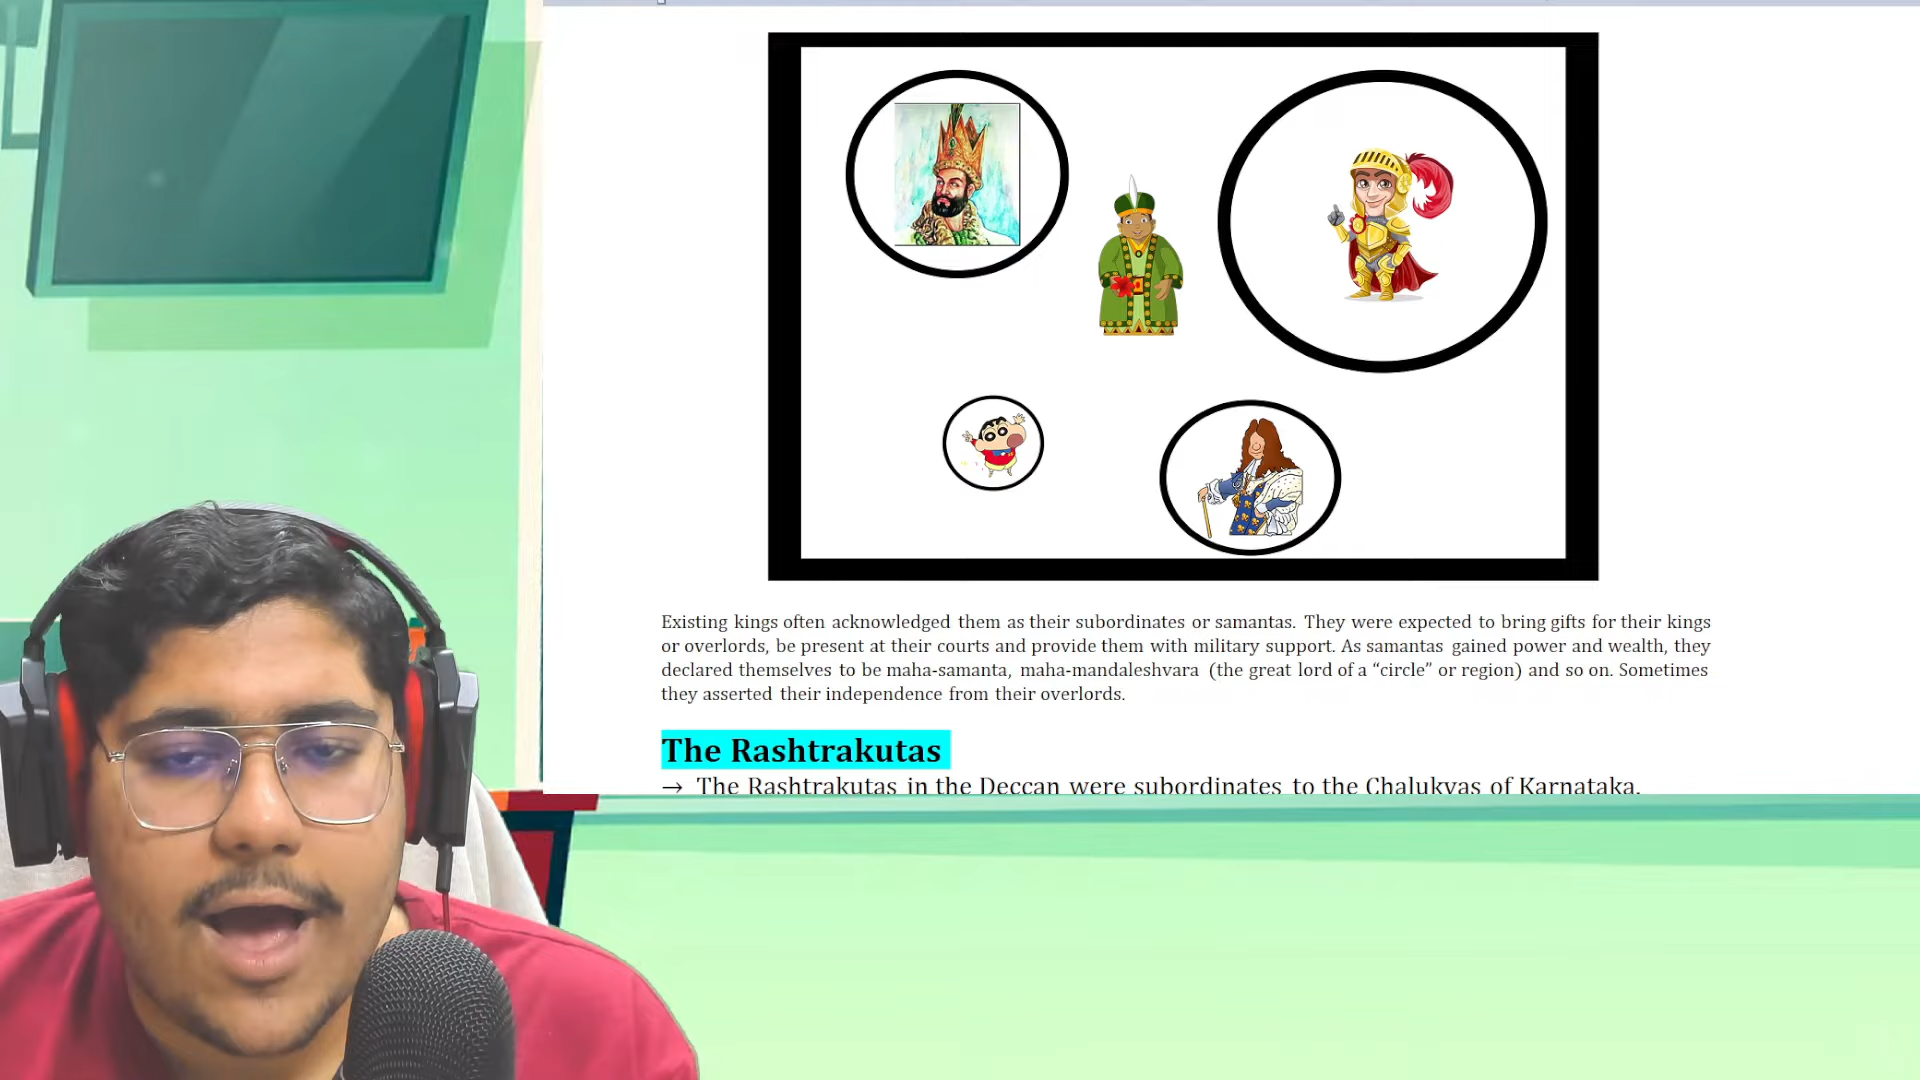 Existing kings often acknowledged them as their subordinates or samantas. They were expected to bring gifts for their kings
or overlords, be present at their courts and provide them with military support. As samantas gained power and wealth, they
declared themselves to be maha-samanta, maha-mandaleshvara (the great lord of a “circle” or region) and so on. Sometimes
they asserted their independence from their overlords.
The Rashtrakutas
→ The Rashtrakutas in the Deccan were subordinates to the Chalukyas of Karnataka.